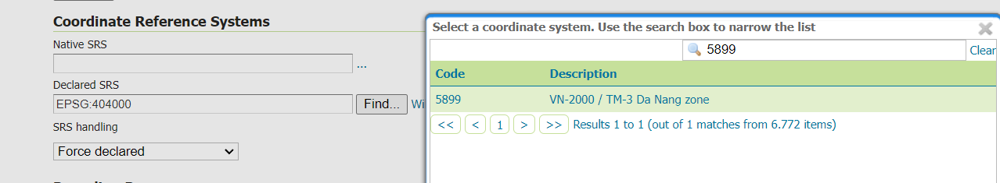 Coordinate Reference Systems
Native SRS
...
Declared SRS
EPSG:404000
Find...
SRS handling
Force declared
Select a coordinate system. Use the search box to narrow the list
5899
Clear
Code Description
5899 VN-2000 / TM-3 Da Nang zone
<< < 1 > >> Results 1 to 1 (out of 1 matches from 6.772 items)